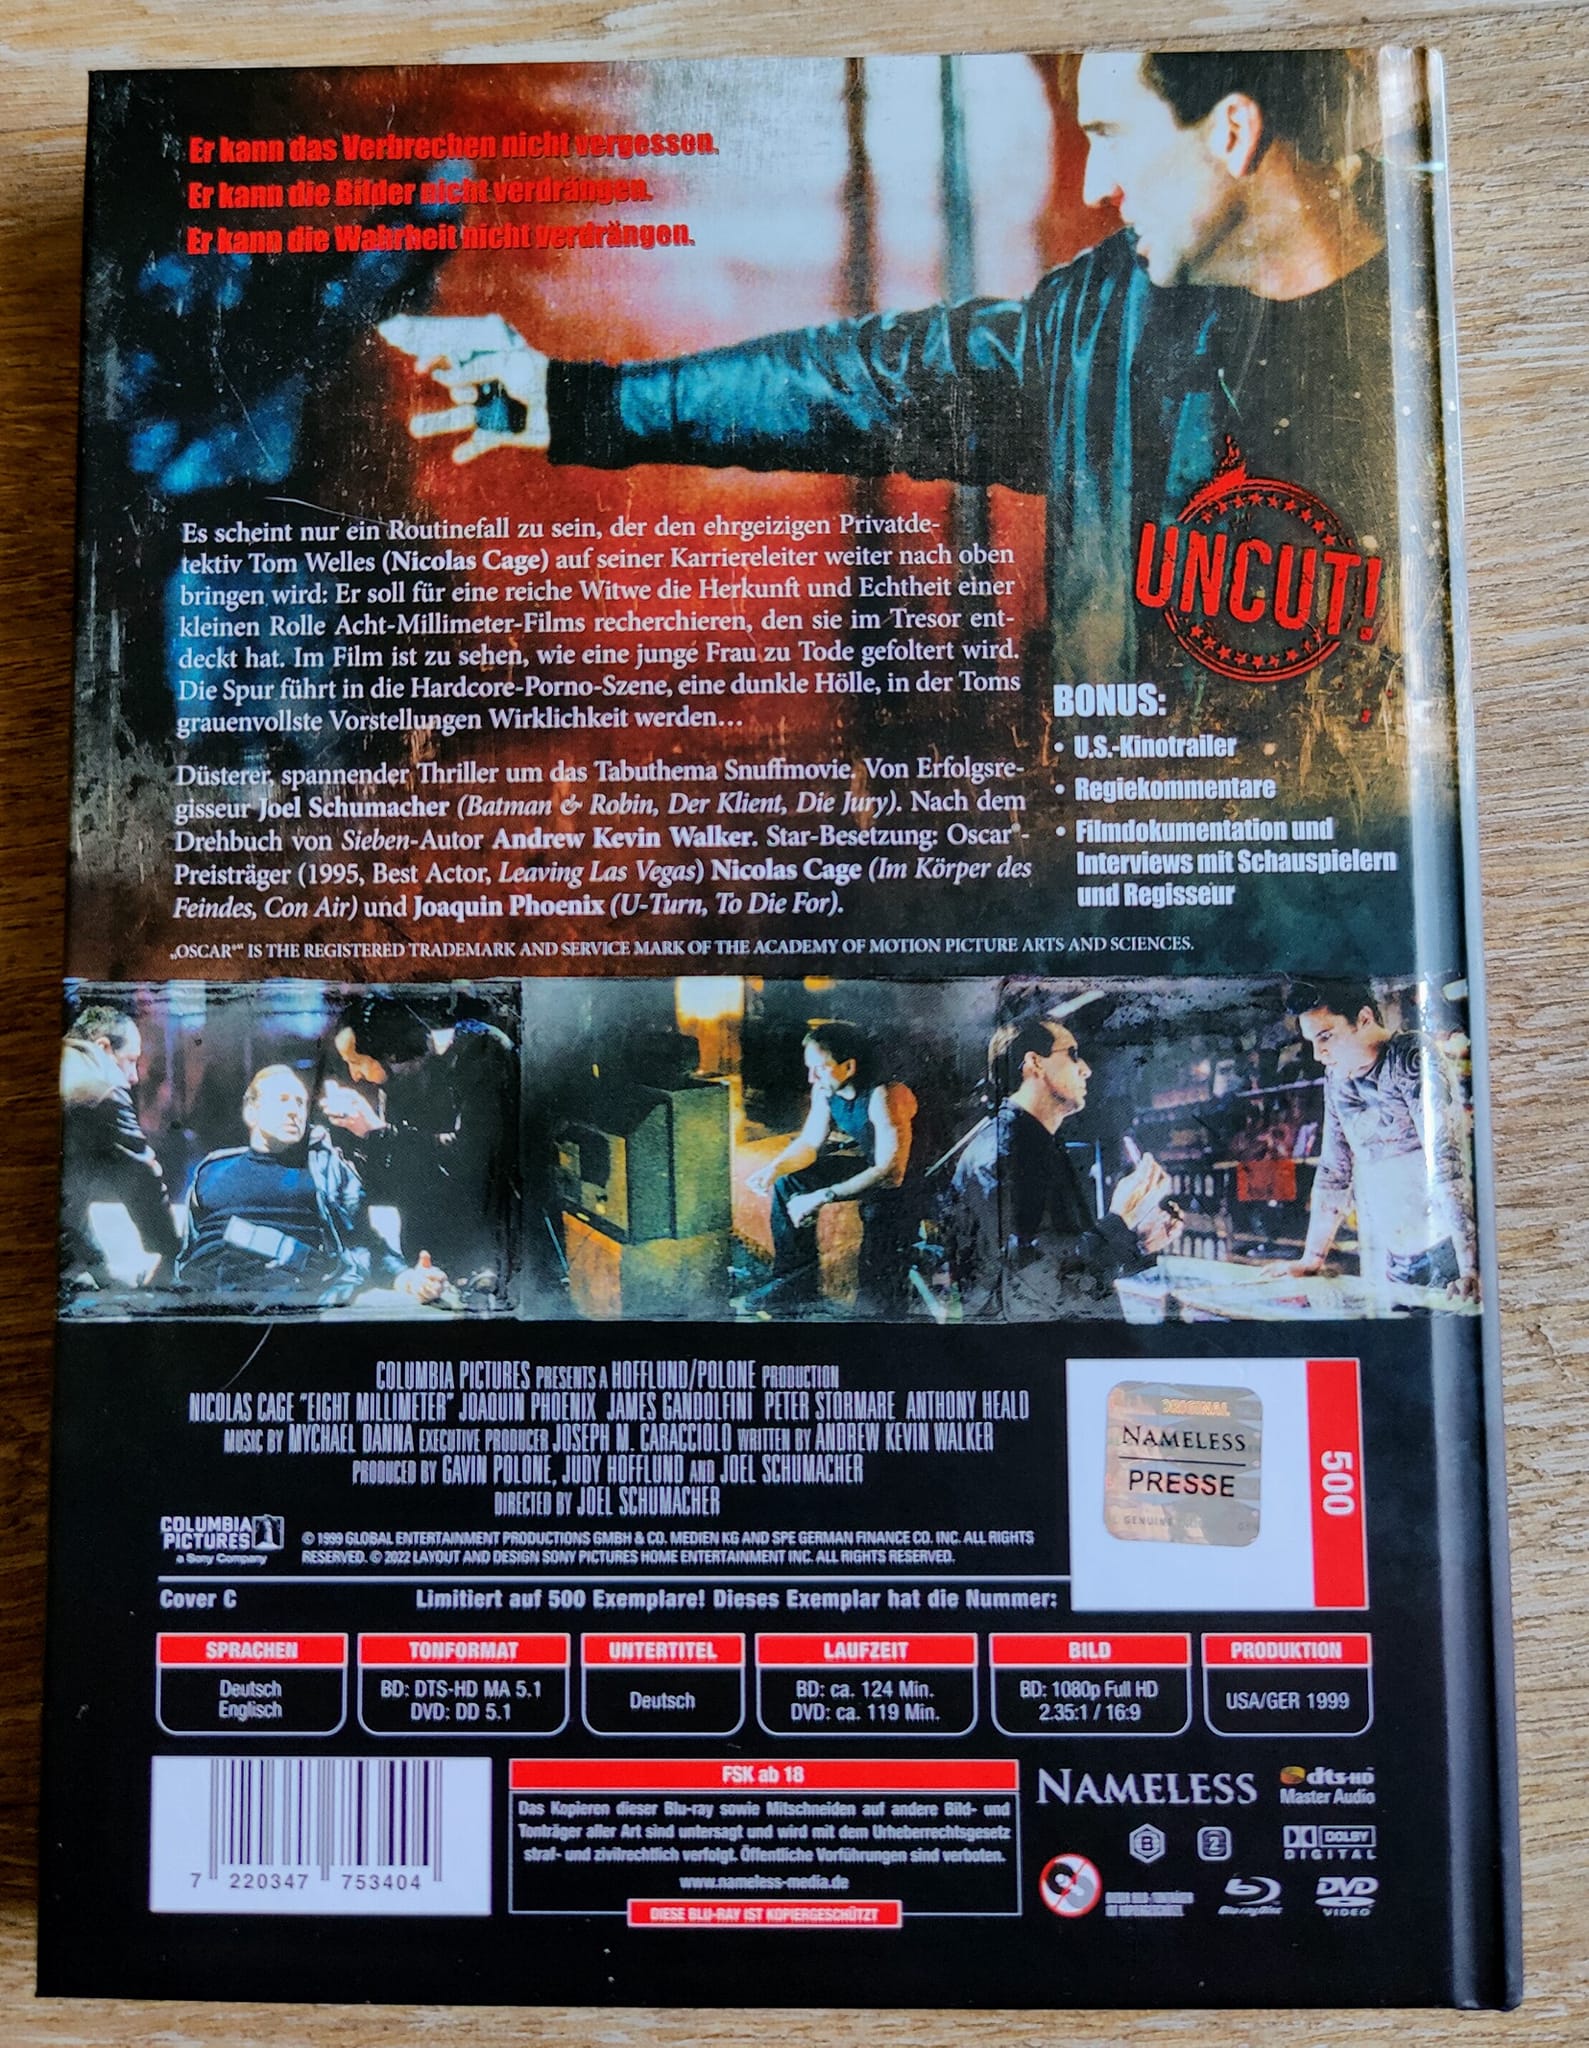 Er kann das Verbrechen nicht vergessen.
Er kann die Bilder nicht verdrängen.
Er kann die Wahrheit nicht verdrängen.
Es scheint nur ein Routinefall zu sein, der den ehrgeizigen Privatde-
tektiv Tom Welles (Nicolas Cage) auf seiner Karriereleiter weiter nach oben
bringen wird: Er soll für eine reiche Witwe die Herkunft und Echtheit einer
kleinen Rolle Acht-Millimeter-Films recherchieren, den sie im Tresor ent-
deckt hat. Im Film ist zu sehen, wie eine junge Frau zu Tode gefoltert wird.
Die Spur führt in die Hardcore-Porno-Szene, eine dunkle Hölle, in der Toms
grauenvollste Vorstellungen Wirklichkeit werden…
Düsterer, spannender Thriller um das Tabuthema Snuffmovie. Von Erfolgsre-
gisseur Joel Schumacher (Batman & Robin, Der Klient, Die Jury). Nach dem
Drehbuch von Sieben-Autor Andrew Kevin Walker. Star-Besetzung: Oscar®-
Preisträger (1995, Best Actor, Leaving Las Vegas) Nicolas Cage (Im Körper des
Feindes, Con Air) und Joaquin Phoenix (U-Turn, To Die For).
„OSCAR®“ IS THE REGISTERED TRADEMARK AND SERVICE MARK OF THE ACADEMY OF MOTION PICTURE ARTS AND SCIENCES.
UNCUT!
BONUS:
• U.S.-Kinotrailer
• Regiekommentare
• Filmdokumentation und
Interviews mit Schauspielern
und Regisseur
COLUMBIA PICTURES PRESENTS A HOFFLUND/POLONE PRODUCTION
NICOLAS CAGE "EIGHT MILLIMETER" JOAQUIN PHOENIX JAMES GANDOLFINI PETER STORMARE ANTHONY HEALD
MUSIC BY MYCHAEL DANNA EXECUTIVE PRODUCER JOSEPH M. CARACCIOLO WRITTEN BY ANDREW KEVIN WALKER
PRODUCED BY GAVIN POLONE, JUDY HOFFLUND AND JOEL SCHUMACHER
DIRECTED BY JOEL SCHUMACHER
COLUMBIA
PICTURES
a Sony Company
© 1999 GLOBAL ENTERTAINMENT PRODUCTIONS GMBH & CO. MEDIEN KG AND SPE GERMAN FINANCE CO. INC. ALL RIGHTS
RESERVED. © 2022 LAYOUT AND DESIGN SONY PICTURES HOME ENTERTAINMENT INC. ALL RIGHTS RESERVED.
ORIGINAL
NAMELESS
PRESSE
GENUINE
500
Cover C
Limitiert auf 500 Exemplare! Dieses Exemplar hat die Nummer:
SPRACHEN
Deutsch
Englisch
TONFORMAT
BD: DTS-HD MA 5.1
DVD: DD 5.1
UNTERTITEL
Deutsch
LAUFZEIT
BD: ca. 124 Min.
DVD: ca. 119 Min.
BILD
BD: 1080p Full HD
2.35:1 / 16:9
PRODUKTION
USA/GER 1999
7 220347 753404
FSK ab 18
Das Kopieren dieser Blu-ray sowie Mitschneiden auf andere Bild- und
Tonträger aller Art sind untersagt und wird mit dem Urheberrechtsgesetz
straf- und zivilrechtlich verfolgt. Öffentliche Vorführungen sind verboten.
www.nameless-media.de
DIESE BLU-RAY IST KOPIERGESCHÜTZT
NAMELESS
dts-HD
Master Audio
B
2
DOLBY
DIGITAL
Blu-ray Disc
DVD
VIDEO